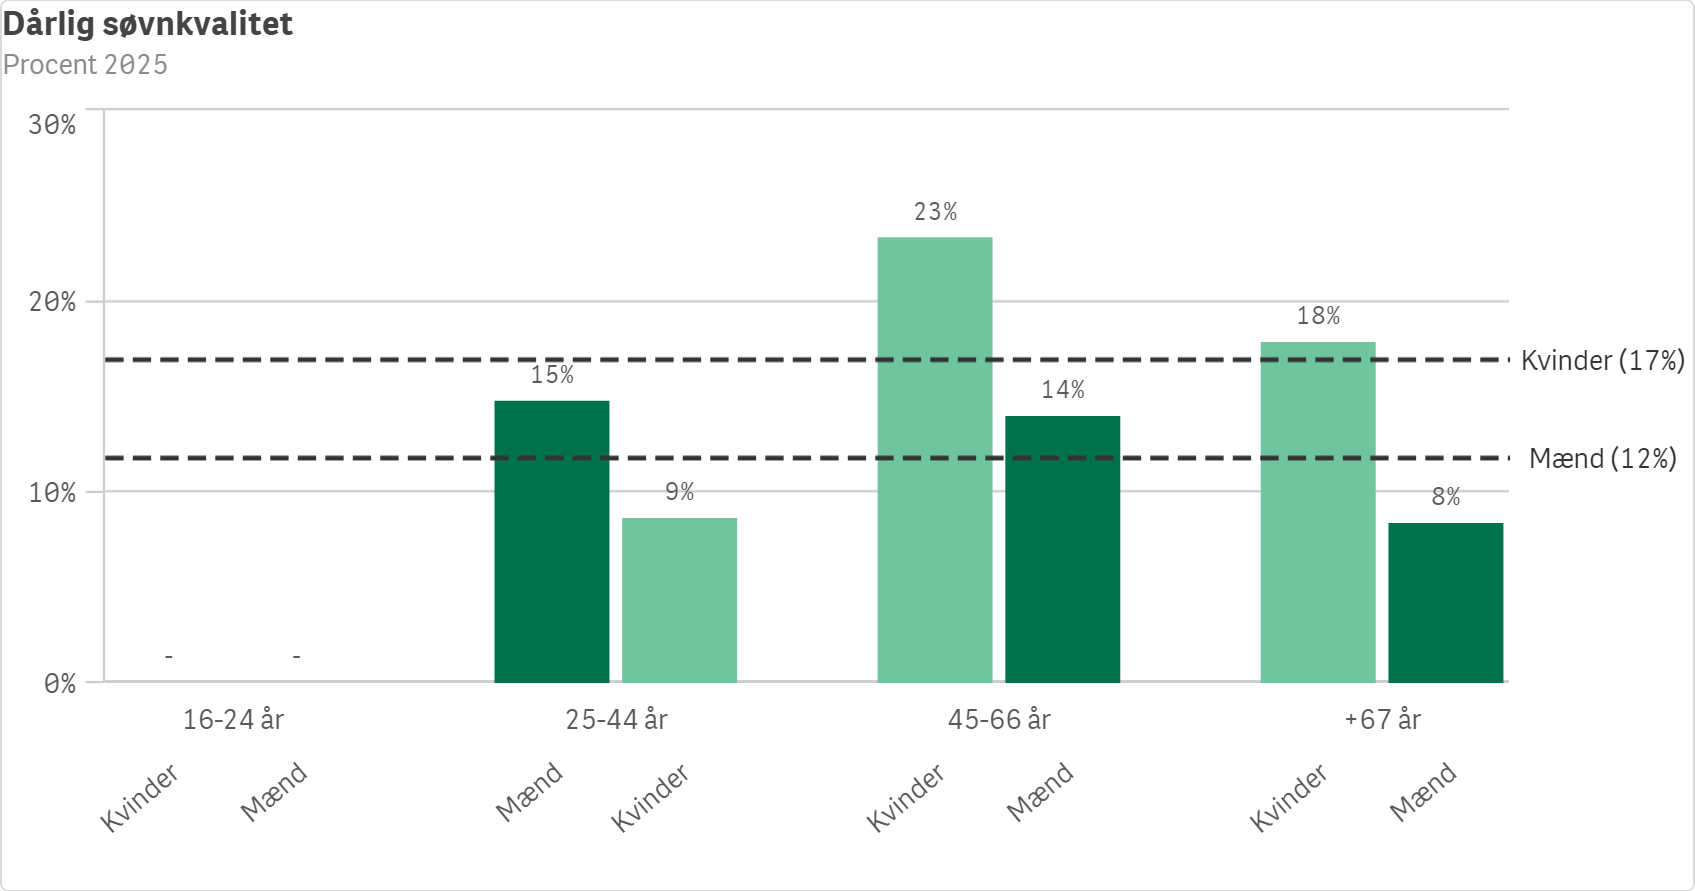 Dårlig søvnkvalitet
Procent 2025
30%
20%
10%
0%
-
-
15%
9%
23%
14%
18%
8%
Kvinder (17%)
Mænd (12%)
16-24 år
25-44 år
45-66 år
+67 år
Kvinder
Mænd
Mænd
Kvinder
Kvinder
Mænd
Kvinder
Mænd